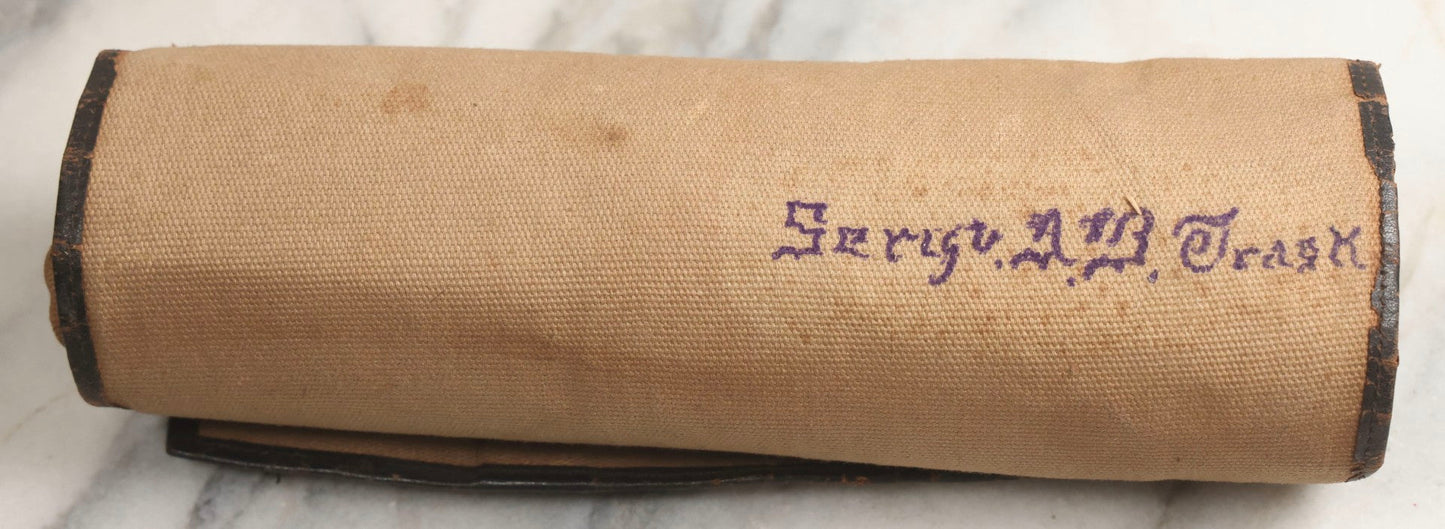 Sergt. A.B. Trask